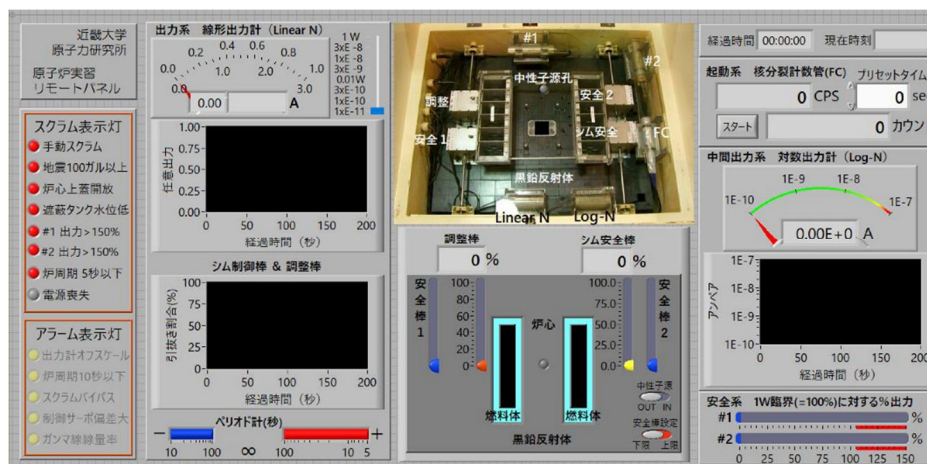 近畿大学
原子力研究所
原子炉実習
リモートパネル
スクラム表示灯
手動スクラム
地震100ガル以上
炉心上蓋開放
遮蔽タンク水位低
#1 出力>150%
#2 出力>150%
炉周期 5秒以下
電源喪失
アラーム表示灯
出力計オフスケール
炉周期10秒以下
スクラムバイパス
制御サーボ偏差大
ガンマ線線量率
出力系 線形出力計 (Linear N)
0.0 0.2 0.4 0.6 0.8 1.0
0.0 3.0
0.00 A
1 W
3xE -8
1xE -8
3xE -9
0.01W
3xE-10
1xE-10
1xE-11
任意出力
1.00
0.75
0.50
0.25
0.00
0 50 100 150 200
経過時間 (秒)
シム制御棒 & 調整棒
引抜き割合(%)
100
75
50
25
0
0 50 100 150 200
経過時間 (秒)
ペリオド計(秒)
− +
10 100 ∞ 100 10 5
#1
#2
中性子源孔
調整
安全2
安全1
シム安全
FC
黒鉛反射体
Linear N
Log-N
調整棒
0 %
シム安全棒
0 %
安全棒1
100
80
60
40
20
0
炉心
100.0
75.0
50.0
25.0
0.0
安全棒2
燃料体
燃料体
黒鉛反射体
中性子源
OUT IN
安全棒設定
下限 上限
経過時間 00:00:00 現在時刻
起動系 核分裂計数管(FC)
プリセットタイム
0 CPS
0 sec
スタート
0 カウン
中間出力系 対数出力計 (Log-N)
1E-10 1E-9 1E-8 1E-7
0.00E+0 A
アンペア
1E-7
1E-8
1E-9
1E-10
0 50 100 150 200
経過時間 (秒)
安全系 1W臨界(=100%)に対する%出力
#1 %
#2 %
0 25 50 75 100 125 150